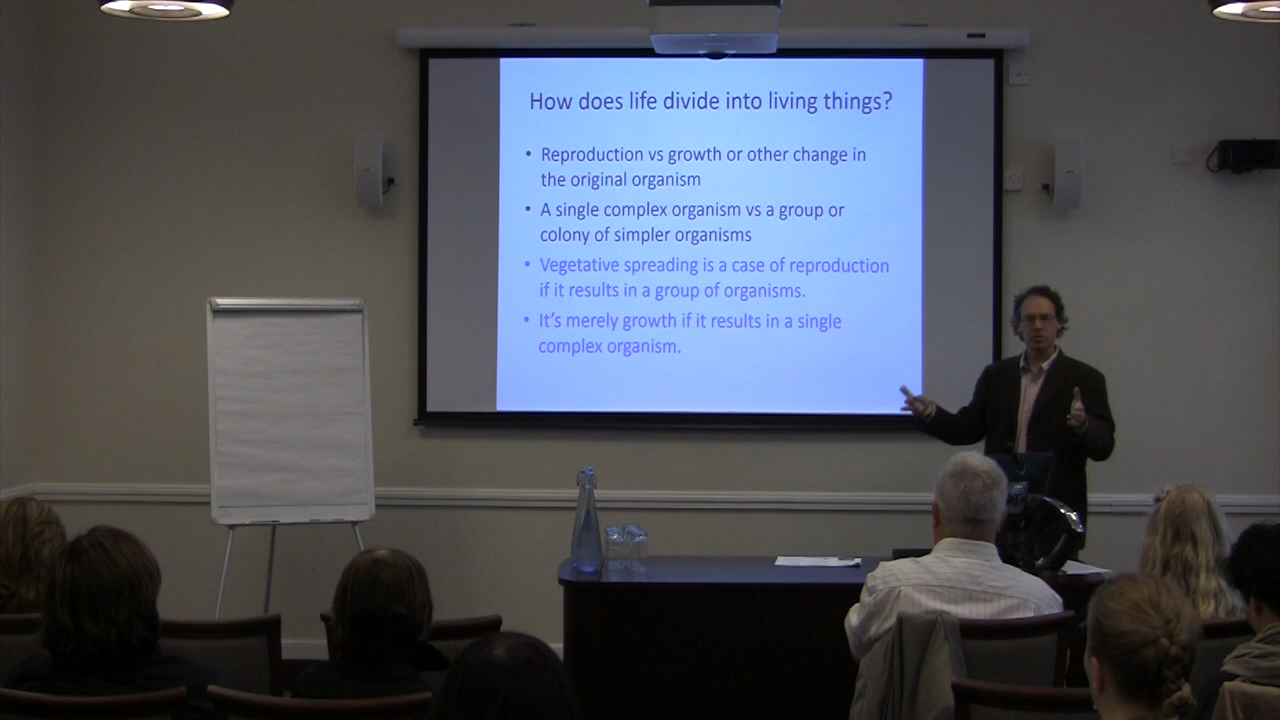 How does life divide into living things?
• Reproduction vs growth or other change in
the original organism
• A single complex organism vs a group or
colony of simpler organisms
• Vegetative spreading is a case of reproduction
if it results in a group of organisms.
• It's merely growth if it results in a single
complex organism.